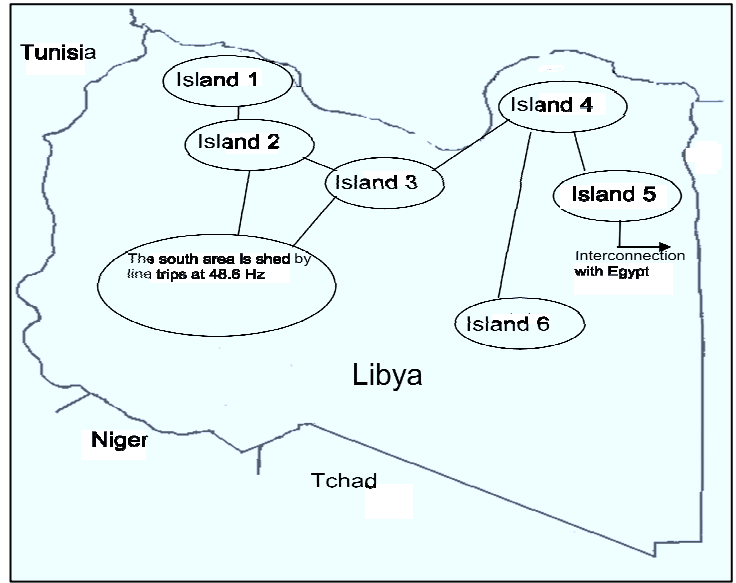 Tunisia
Island 1
Island 2
Island 3
Island 4
Island 5
Interconnection
with Egypt
The south area is shed by
line trips at 48.6 Hz
Island 6
Libya
Niger
Tchad